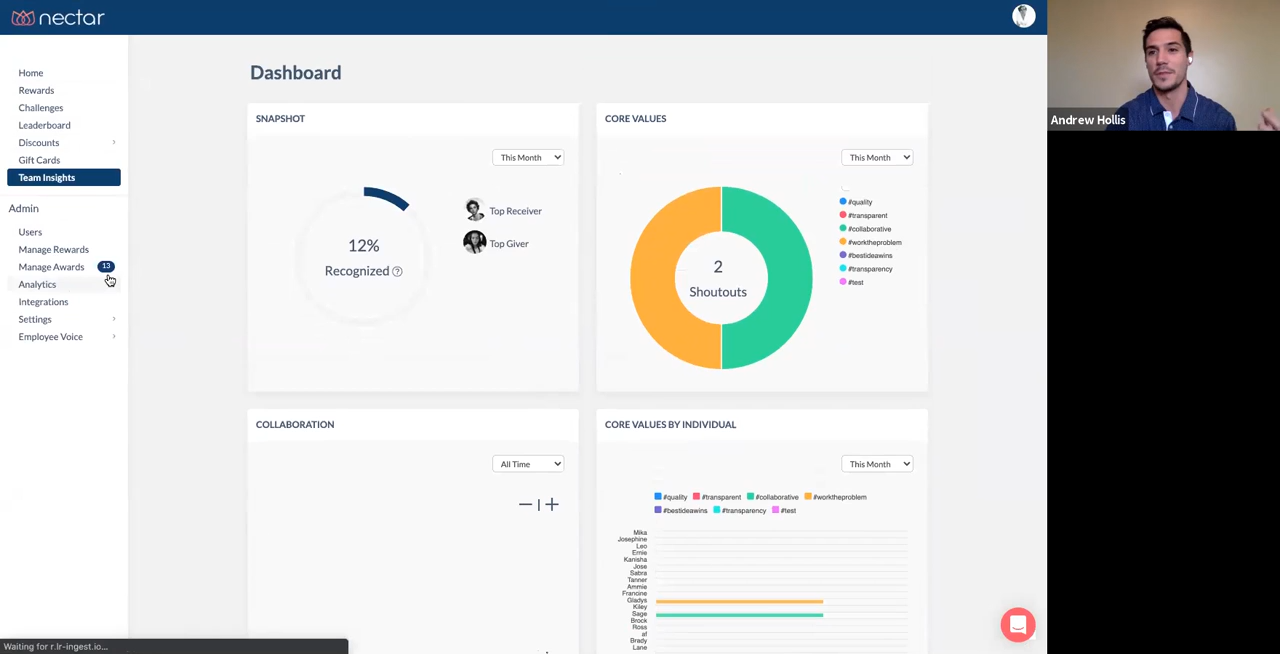 nectar
Andrew Hollis
Home
Rewards
Challenges
Leaderboard
Discounts
Gift Cards
Team Insights
Admin
Users
Manage Rewards
Manage Awards 13
Analytics
Integrations
Settings
Employee Voice
Dashboard
SNAPSHOT
This Month
12%
Recognized ?
Top Receiver
Top Giver
CORE VALUES
This Month
2
Shoutouts
#quality
#transparent
#collaborative
#worktheproblem
#bestideawins
#transparency
#test
COLLABORATION
All Time
CORE VALUES BY INDIVIDUAL
This Month
#quality #transparent #collaborative #worktheproblem
#bestideawins #transparency #test
Mika
Josephine
Leo
Ernie
Kanisha
Jose
Sabra
Tanner
Ammie
Francine
Gladys
Kiley
Sage
Brock
Ross
af
Brady
Lane
Waiting for r.lr-ingest.io...